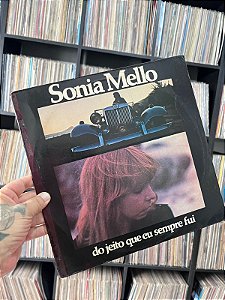 Sonia Mello
do jeito que eu sempre fui